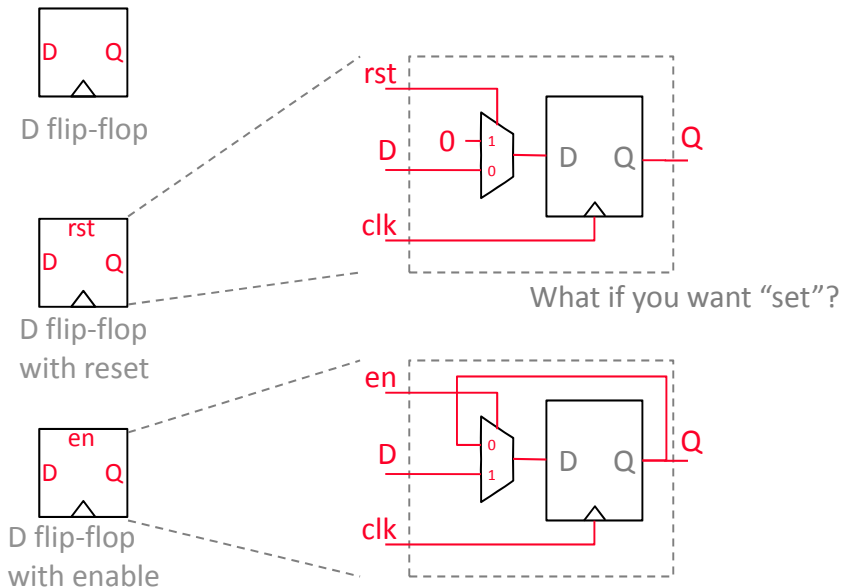 D Q
D flip-flop
rst
D Q
D flip-flop
with reset
en
D Q
D flip-flop
with enable
rst
0 1
D 0
D Q Q
clk
What if you want “set”?
en
0
D 1
D Q Q
clk